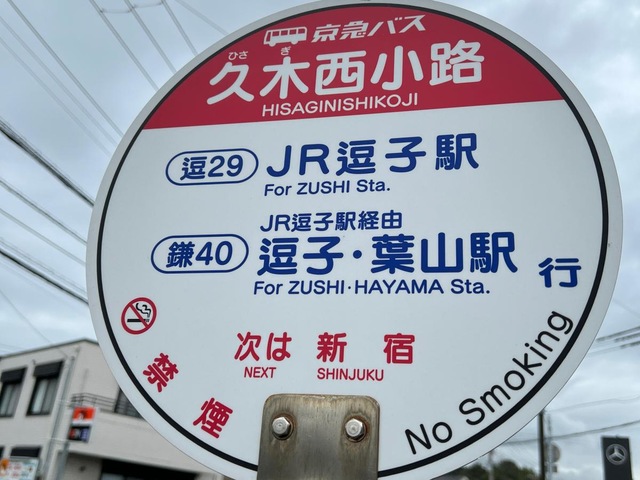 京急バス
ひさ ぎ
久木西小路
HISAGINISHIKOJI
逗29 JR逗子駅
For ZUSHI Sta.
JR逗子駅経由
鎌40 逗子・葉山駅 行
For ZUSHI・HAYAMA Sta.
次は 新宿
NEXT SHINJUKU
禁煙
No Smoking